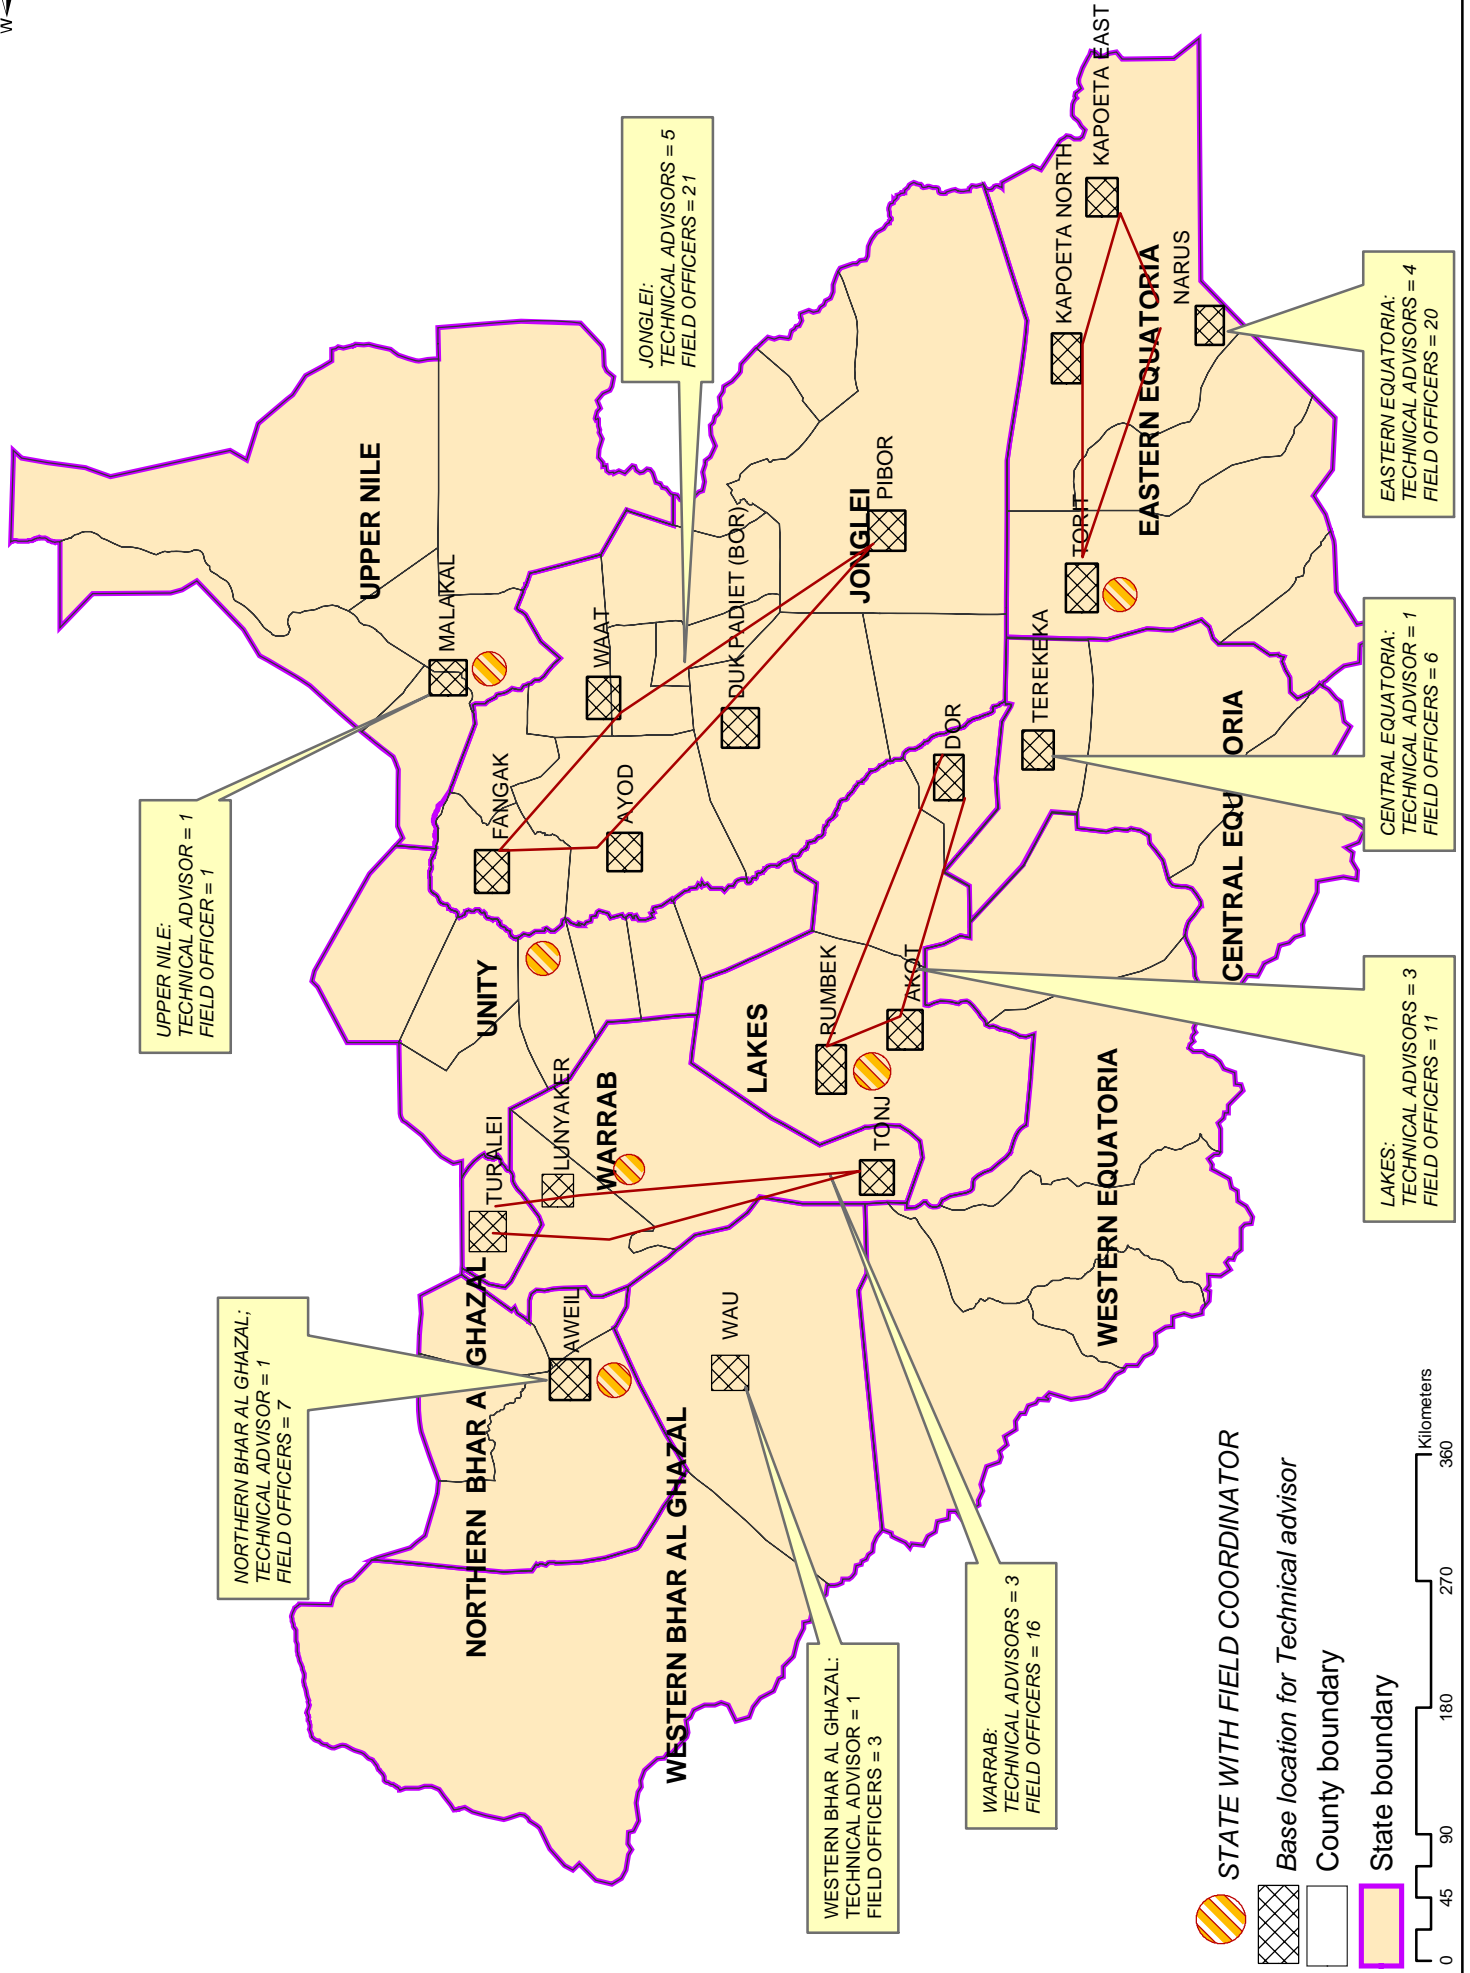 W
UPPER NILE:
TECHNICAL ADVISOR = 1
FIELD OFFICER = 1
NORTHERN BHAR AL GHAZAL;
TECHNICAL ADVISOR = 1
FIELD OFFICERS = 7
JONGLEI:
TECHNICAL ADVISORS = 5
FIELD OFFICERS = 21
WESTERN BHAR AL GHAZAL:
TECHNICAL ADVISOR = 1
FIELD OFFICERS = 3
WARRAB:
TECHNICAL ADVISORS = 3
FIELD OFFICERS = 16
LAKES:
TECHNICAL ADVISORS = 3
FIELD OFFICERS = 11
CENTRAL EQUATORIA:
TECHNICAL ADVISOR = 1
FIELD OFFICERS = 6
EASTERN EQUATORIA:
TECHNICAL ADVISORS = 4
FIELD OFFICERS = 20
UPPER NILE
MALAKAL
NORTHERN BHAR A GHAZAL
AWEIL
WESTERN BHAR AL GHAZAL
WAU
TURALEI
LUNYAKER
WARRAB
TONJ
UNITY
FANGAK
AYOD
WAAT
DUK PADIET (BOR)
JONGLEI
PIBOR
LAKES
RUMBEK
AKOT
DOR
WESTERN EQUATORIA
CENTRAL EQU ORIA
TEREKEKA
EASTERN EQUATORIA
TORIT
KAPOETA NORTH
KAPOETA EAST
NARUS
STATE WITH FIELD COORDINATOR
Base location for Technical advisor
County boundary
State boundary
0 45 90 180 270 360
Kilometers